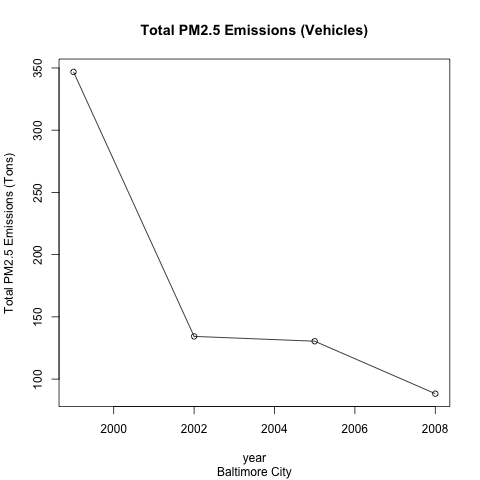 Total PM2.5 Emissions (Vehicles)
Total PM2.5 Emissions (Tons)
350
300
250
200
150
100
2000 2002 2004 2006 2008
year
Baltimore City